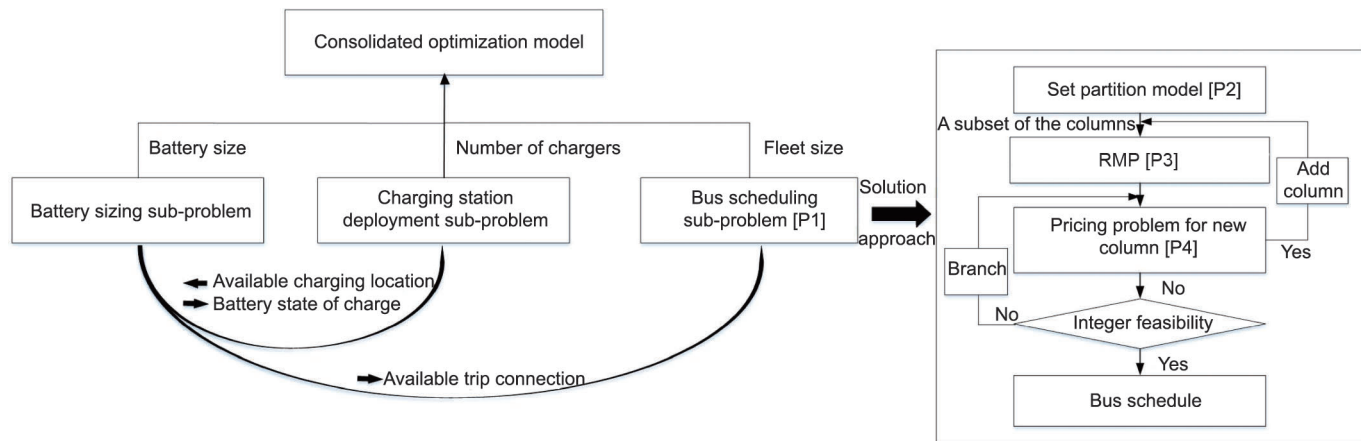 Consolidated optimization model
Battery size
Number of chargers
Fleet size
Battery sizing sub-problem
Charging station
deployment sub-problem
Bus scheduling
sub-problem [P1]
Available charging location
Battery state of charge
Available trip connection
Solution
approach
Set partition model [P2]
A subset of the columns
RMP [P3]
Add
column
Pricing problem for new
column [P4]
Yes
Branch
No
No
Integer feasibility
Yes
Bus schedule